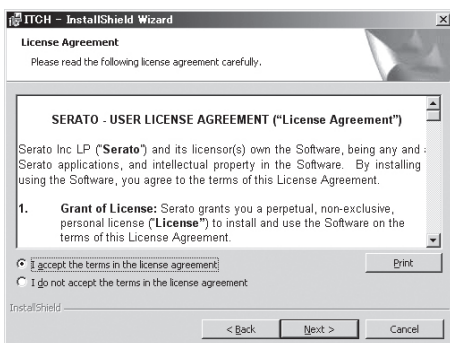 ITCH - InstallShield Wizard
License Agreement
Please read the following license agreement carefully.
SERATO - USER LICENSE AGREEMENT ("License Agreement")
Serato Inc LP ("Serato") and its licensor(s) own the Software, being any and
Serato applications, and intellectual property in the Software. By installing
using the Software, you agree to the terms of this License Agreement.
1. Grant of License: Serato grants you a perpetual, non-exclusive,
personal license ("License") to install and use the Software on the
terms of this License Agreement.
I accept the terms in the license agreement
Print
I do not accept the terms in the license agreement
InstallShield
< Back
Next >
Cancel